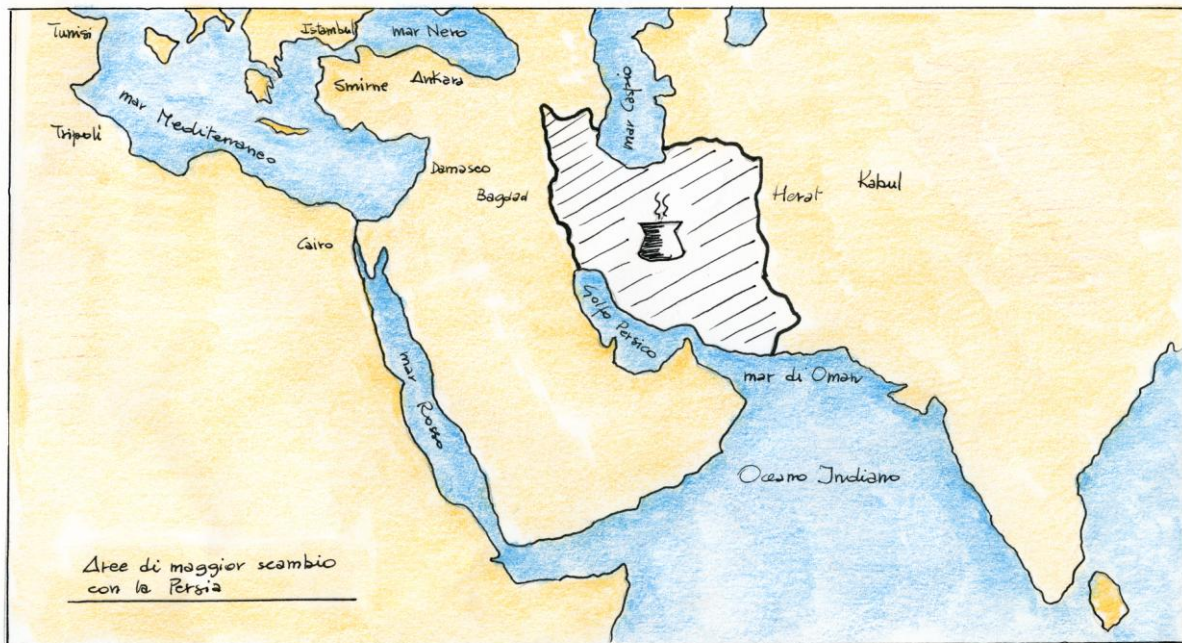 Tunisi
Istambul
mar Nero
Smirne
Ankara
mar Caspio
mar Mediterraneo
Tripoli
Damasco
Bagdad
Herat
Kabul
Cairo
Golfo Persico
mar Rosso
mar di Oman
Oceano Indiano
Aree di maggior scambio
con la Persia